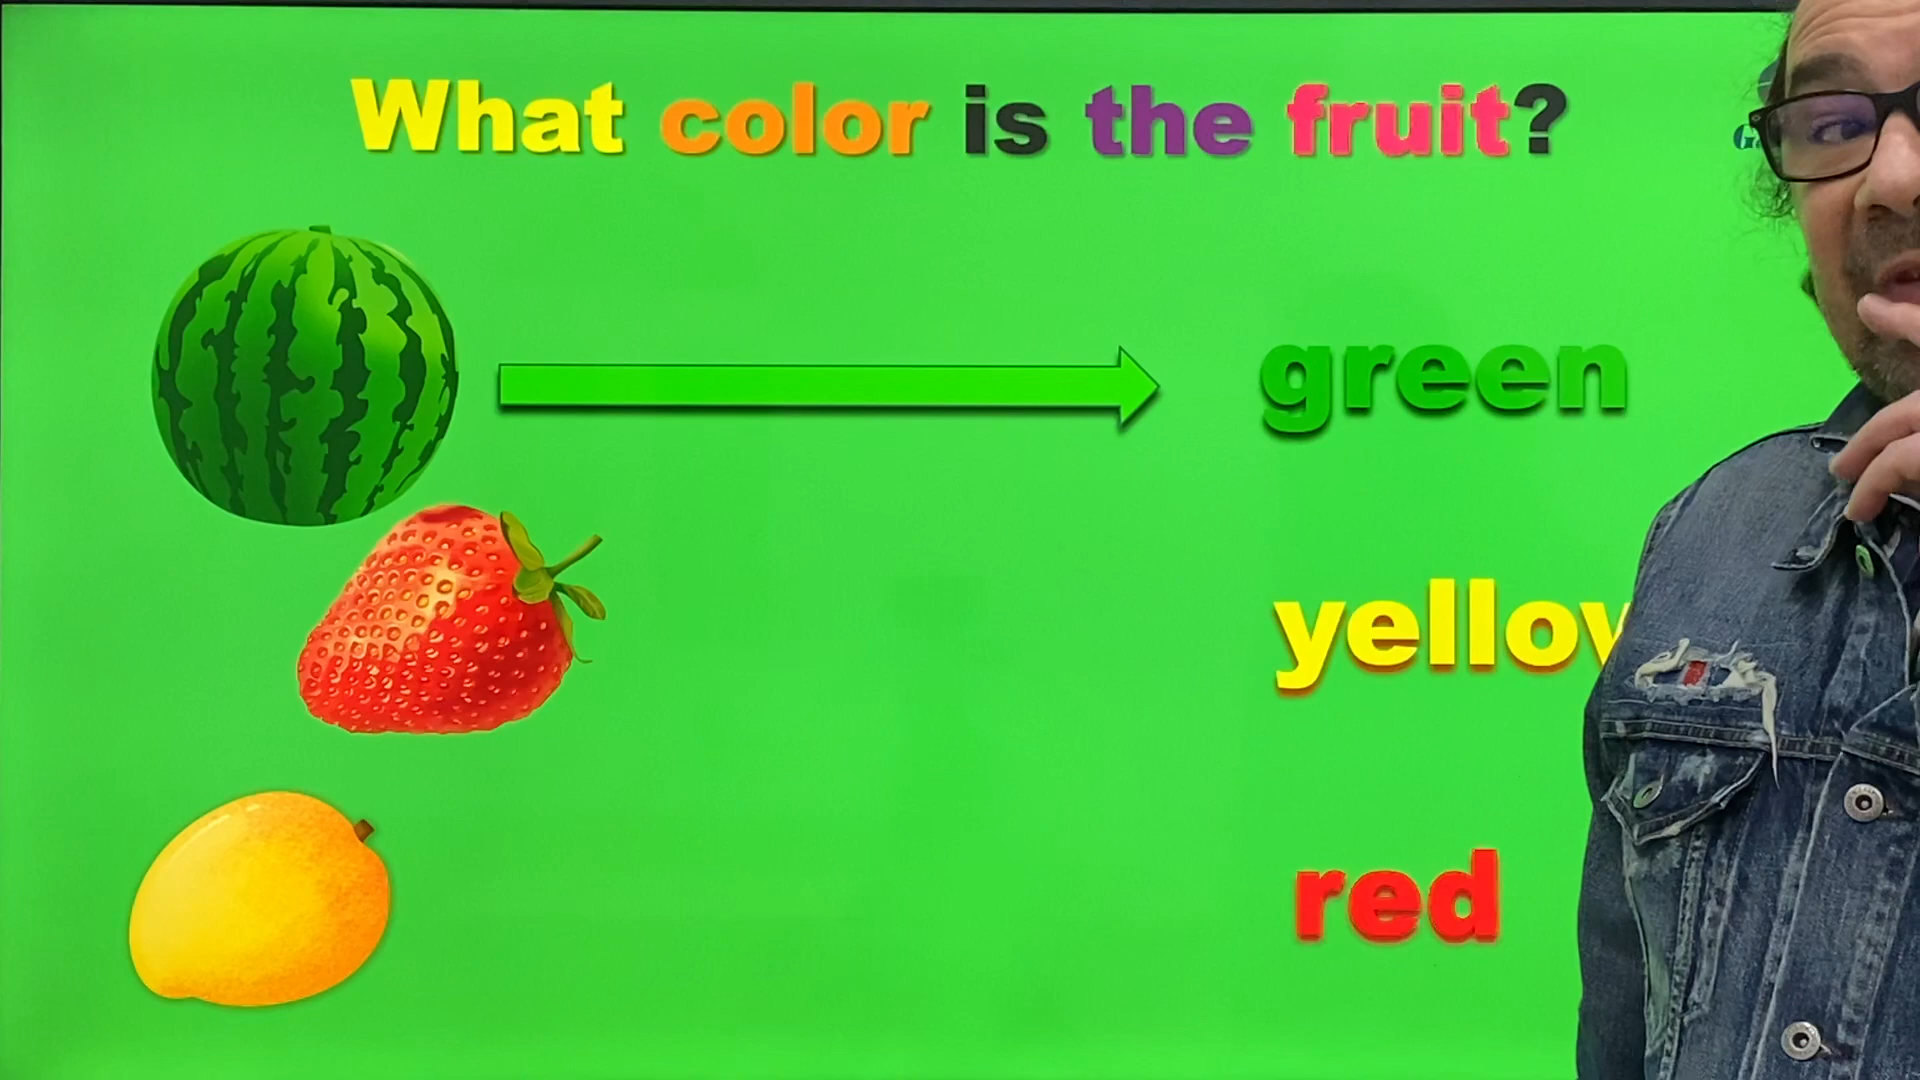 What color is the fruit?
green
red